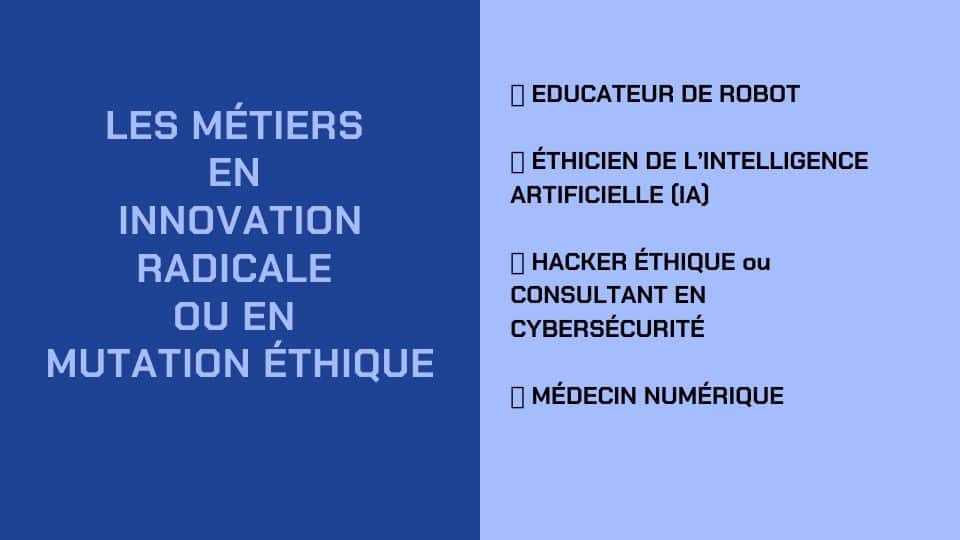 LES MÉTIERS
EN
INNOVATION
RADICALE
OU EN
MUTATION ÉTHIQUE
▯ EDUCATEUR DE ROBOT
▯ ÉTHICIEN DE L’INTELLIGENCE
ARTIFICIELLE (IA)
▯ HACKER ÉTHIQUE ou
CONSULTANT EN
CYBERSÉCURITÉ
▯ MÉDECIN NUMÉRIQUE